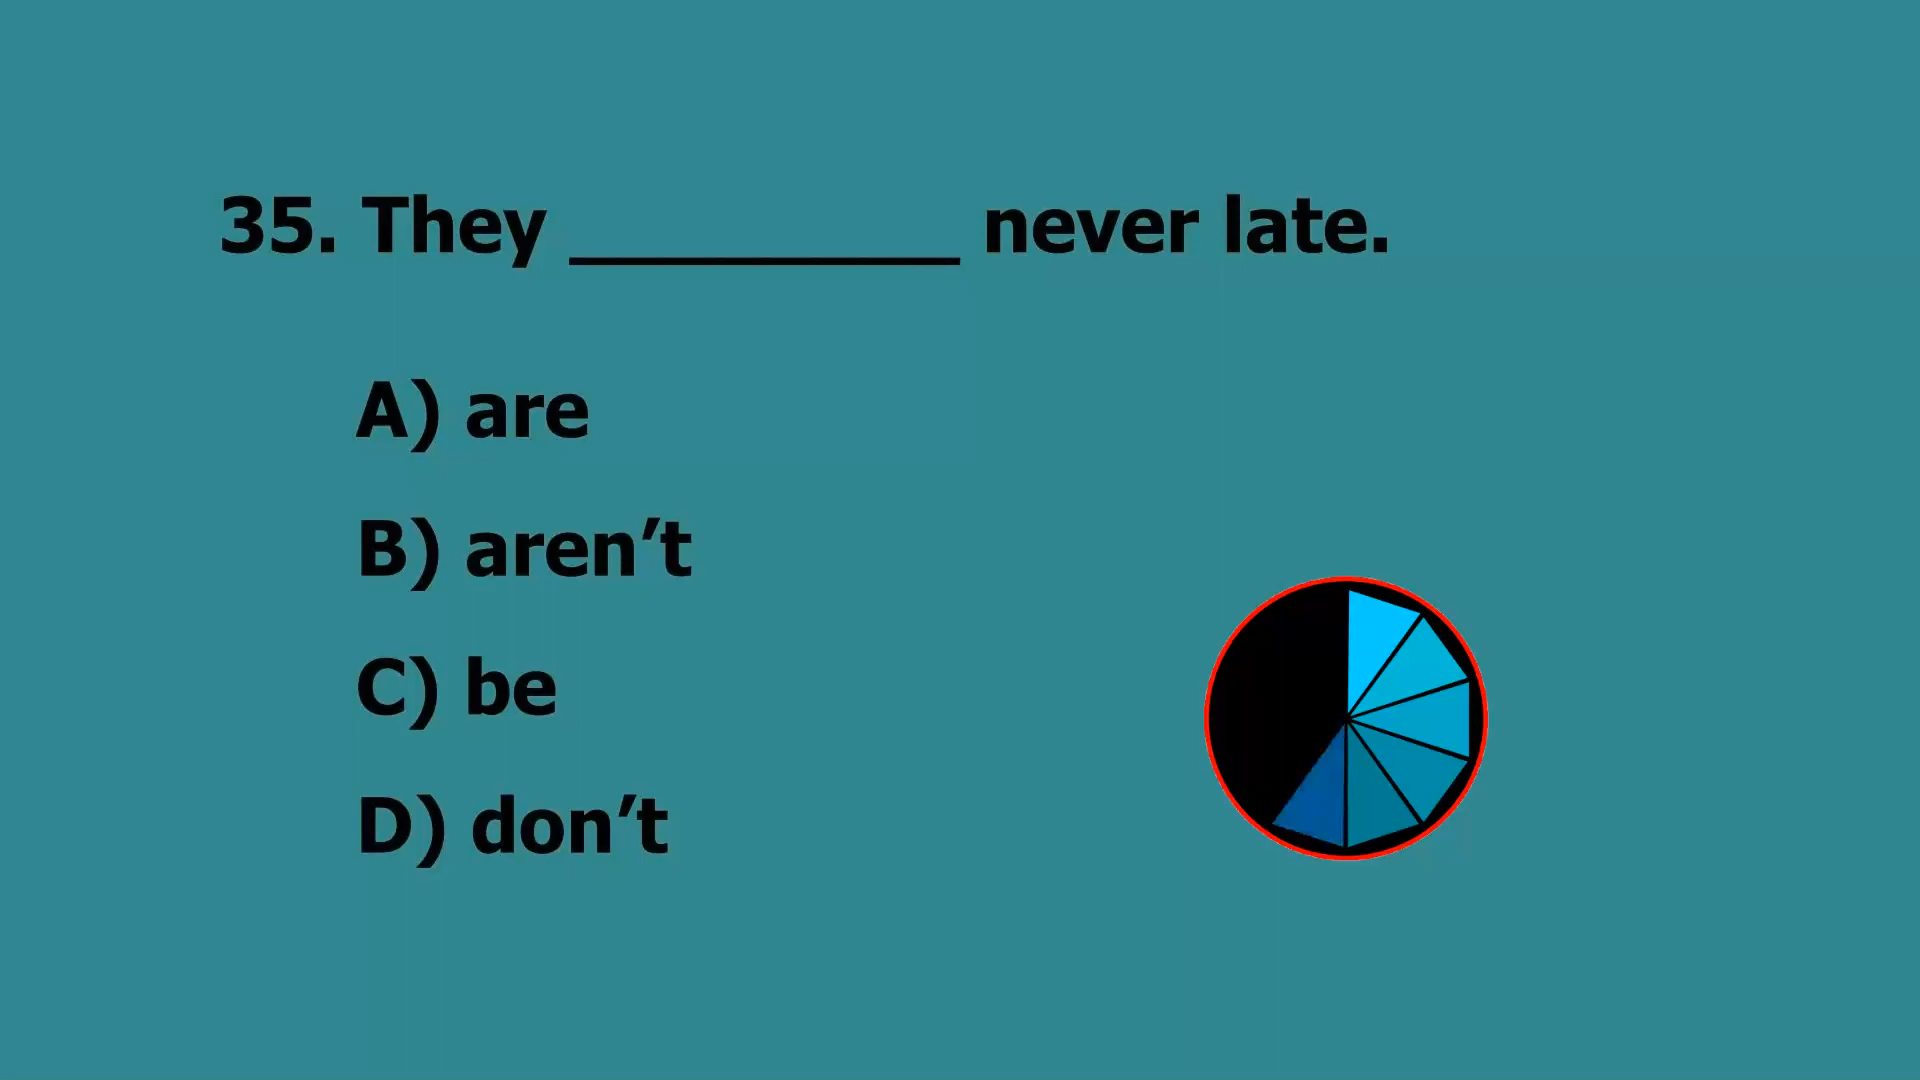 35. They __________ never late.
A) are
B) aren’t
C) be
D) don’t